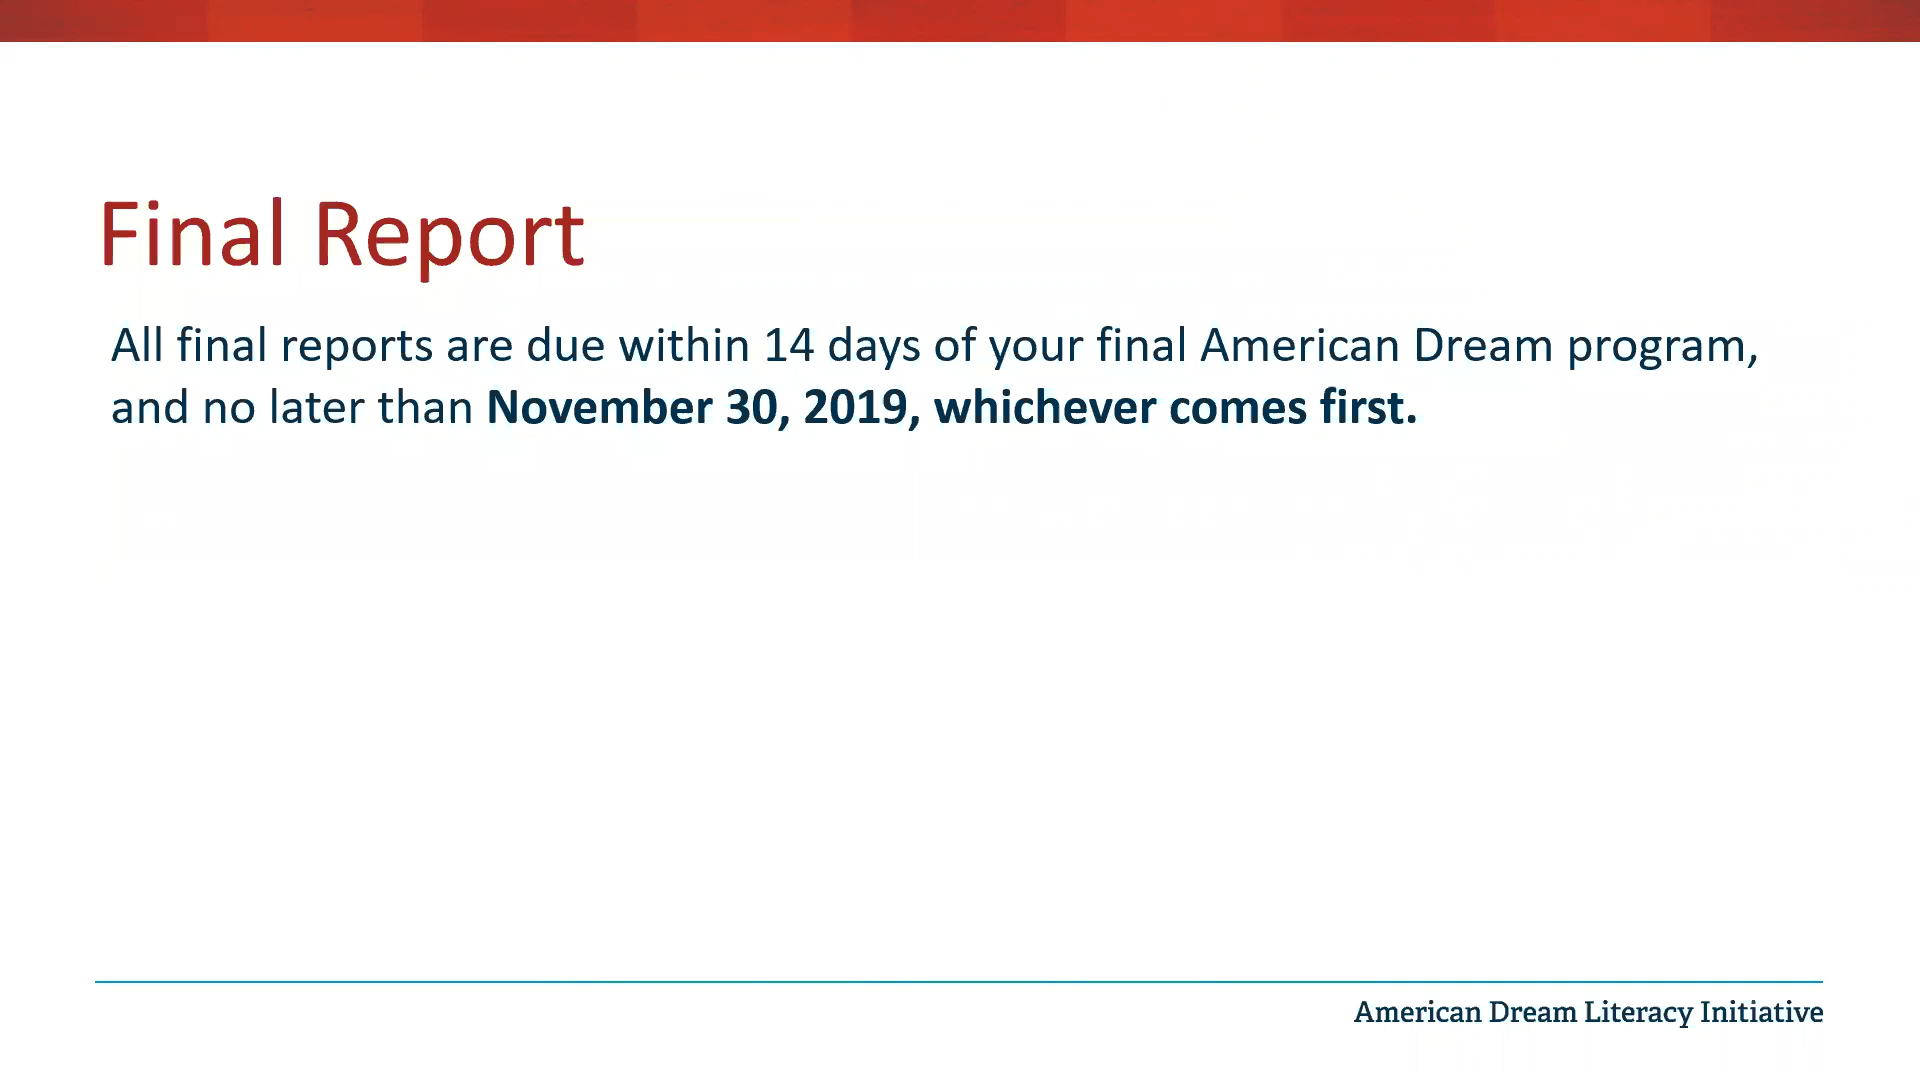 Final Report
All final reports are due within 14 days of your final American Dream program,
and no later than November 30, 2019, whichever comes first.
American Dream Literacy Initiative